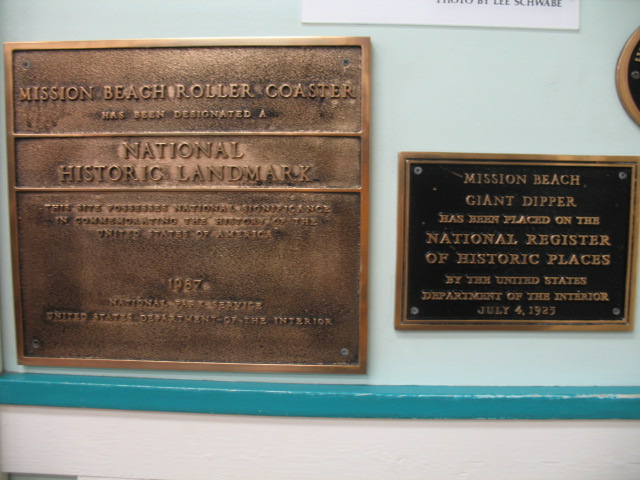 PHOTO BY LEE SCHWABE
MISSION BEACH ROLLER COASTER
HAS BEEN DESIGNATED A
NATIONAL
HISTORIC LANDMARK
THIS SITE POSSESSES NATIONAL SIGNIFICANCE
IN COMMEMORATING THE HISTORY OF THE
UNITED STATES OF AMERICA
1987
NATIONAL PARK SERVICE
UNITED STATES DEPARTMENT OF THE INTERIOR
MISSION BEACH
GIANT DIPPER
HAS BEEN PLACED ON THE
NATIONAL REGISTER
OF HISTORIC PLACES
BY THE UNITED STATES
DEPARTMENT OF THE INTERIOR
JULY 4, 1925